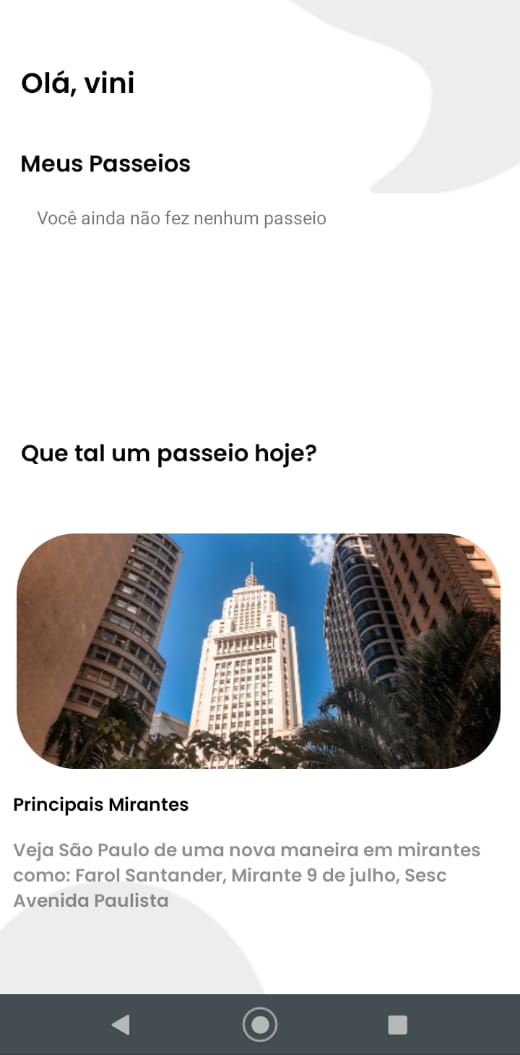 Olá, vini
Meus Passeios
Você ainda não fez nenhum passeio
Que tal um passeio hoje?
Principais Mirantes
Veja São Paulo de uma nova maneira em mirantes
como: Farol Santander, Mirante 9 de julho, Sesc
Avenida Paulista